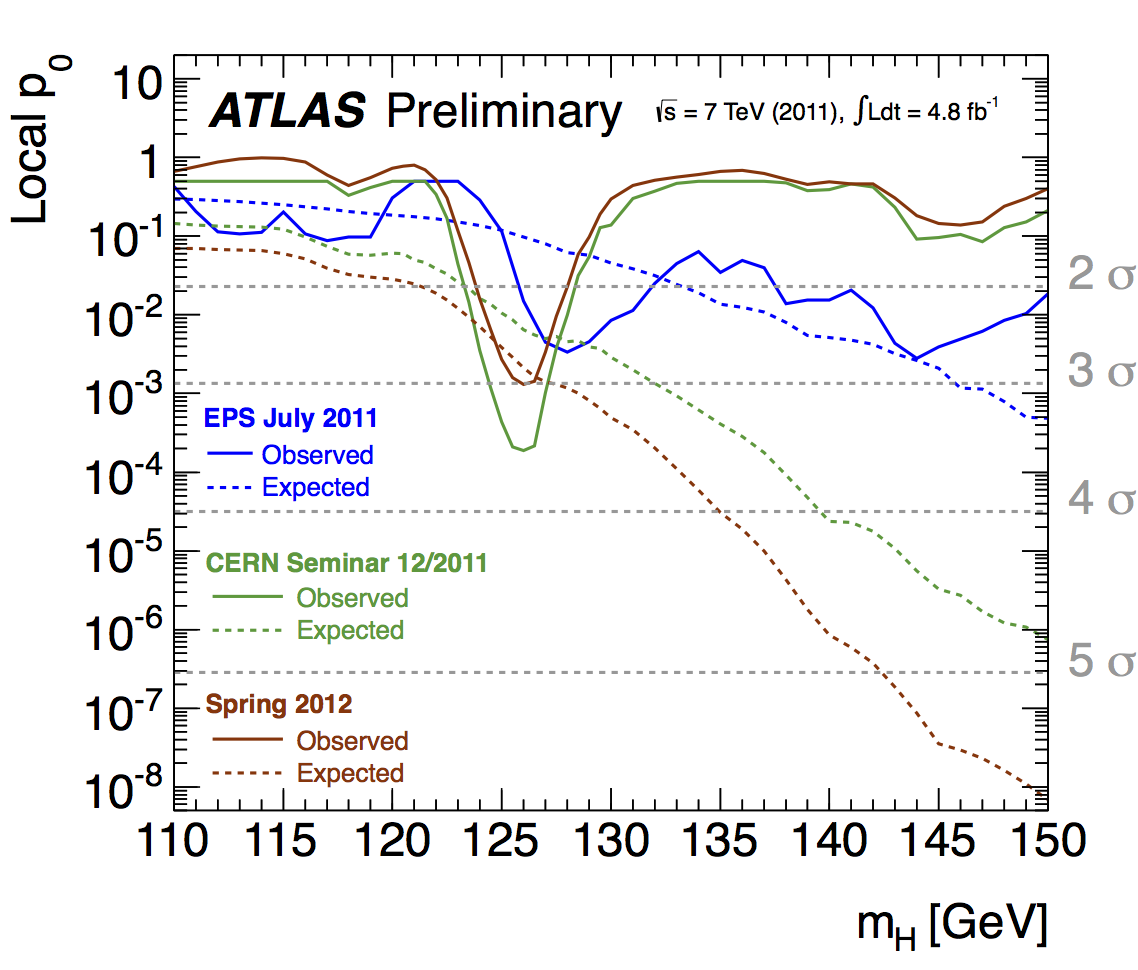 Local p₀
10
1
10⁻¹
10⁻²
10⁻³
10⁻⁴
10⁻⁵
10⁻⁶
10⁻⁷
10⁻⁸
ATLAS Preliminary
√s = 7 TeV (2011), ∫Ldt = 4.8 fb⁻¹
2 σ
3 σ
4 σ
5 σ
EPS July 2011
Observed
Expected
CERN Seminar 12/2011
Observed
Expected
Spring 2012
Observed
Expected
110 115 120 125 130 135 140 145 150
m_H [GeV]